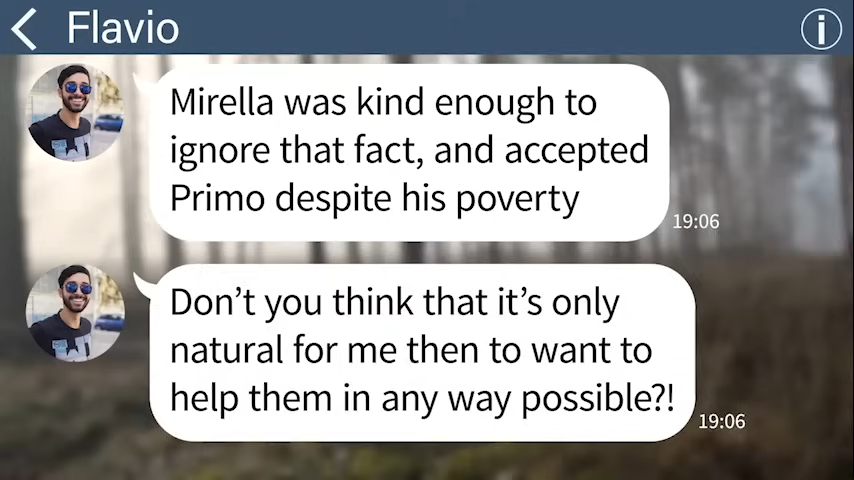 Flavio
Mirella was kind enough to
ignore that fact, and accepted
Primo despite his poverty
19:06
Don’t you think that it’s only
natural for me then to want to
help them in any way possible?!
19:06